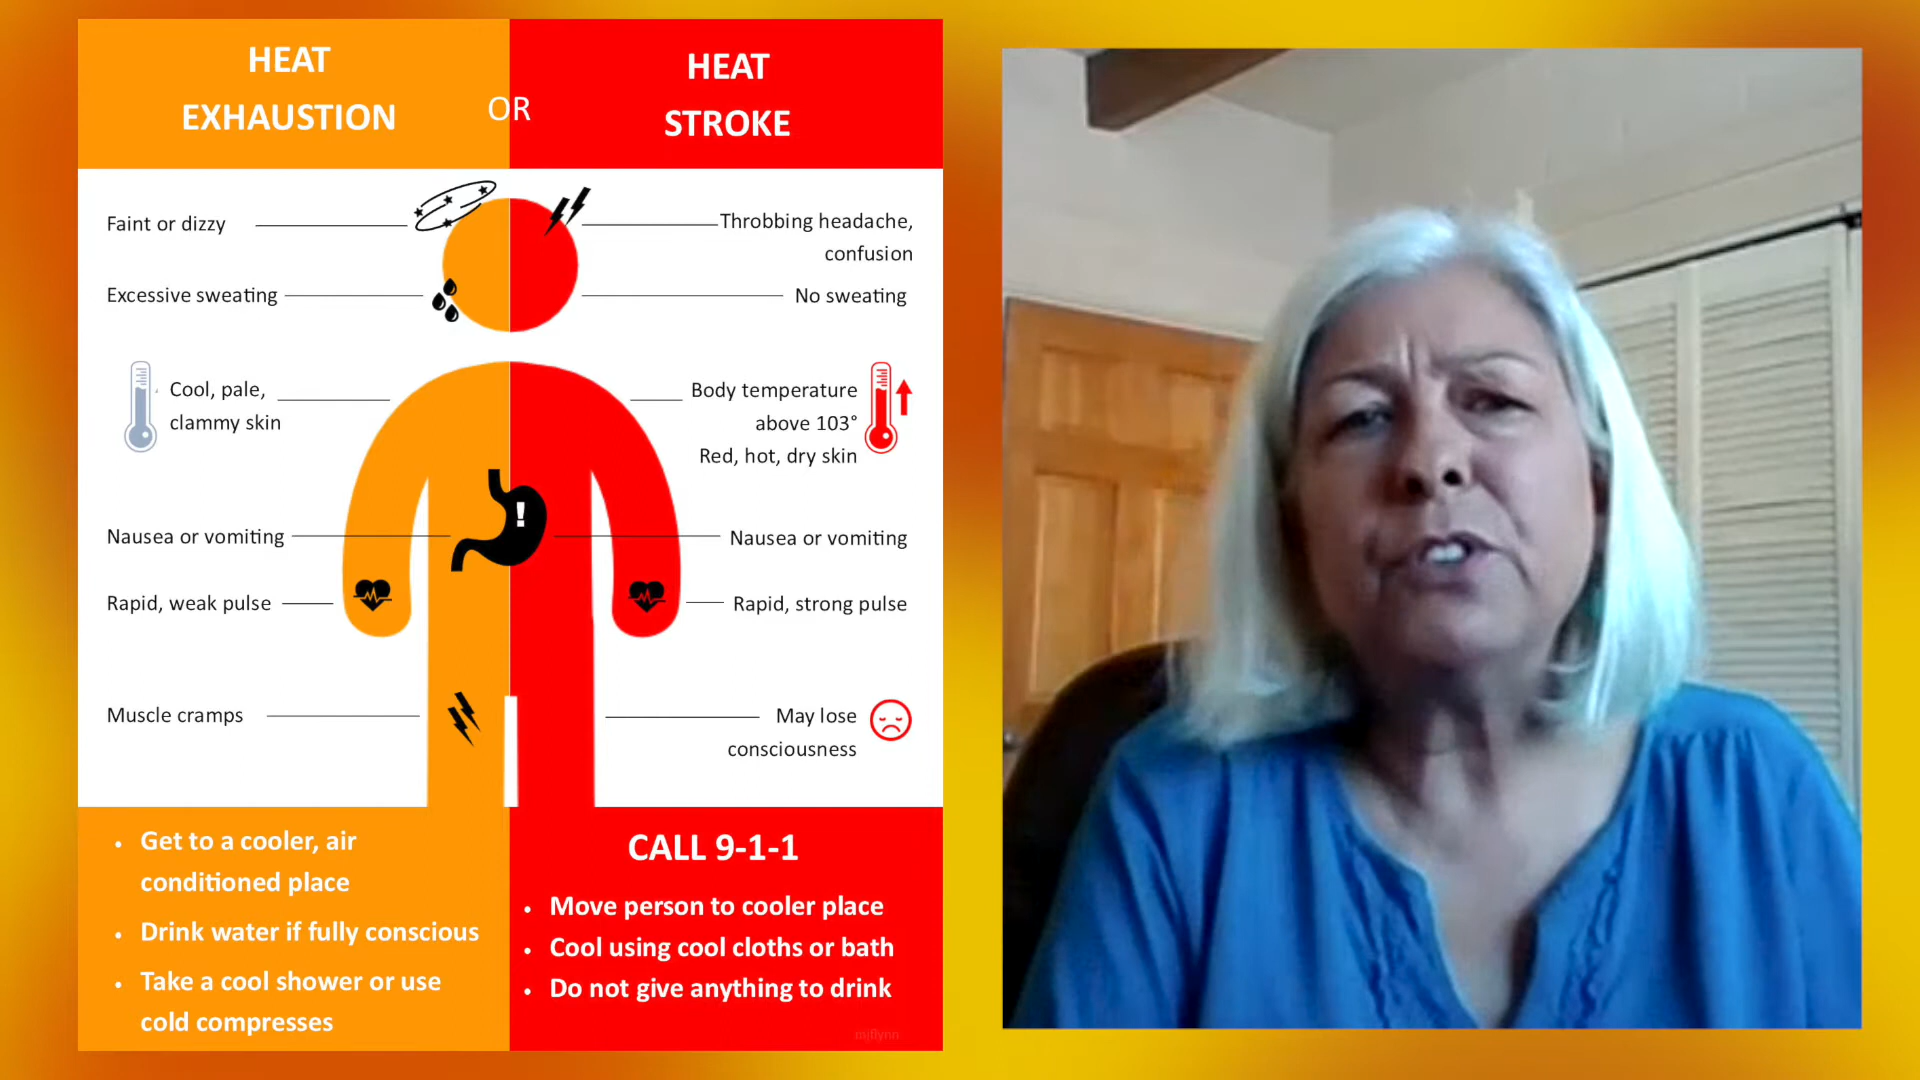 HEAT
EXHAUSTION
OR
HEAT
STROKE
Faint or dizzy
Excessive sweating
Cool, pale,
clammy skin
Nausea or vomiting
Rapid, weak pulse
Muscle cramps
Throbbing headache,
confusion
No sweating
Body temperature
above 103°
Red, hot, dry skin
Nausea or vomiting
Rapid, strong pulse
May lose
consciousness
!
• Get to a cooler, air
conditioned place
• Drink water if fully conscious
• Take a cool shower or use
cold compresses
CALL 9-1-1
• Move person to cooler place
• Cool using cool cloths or bath
• Do not give anything to drink
mjflynn